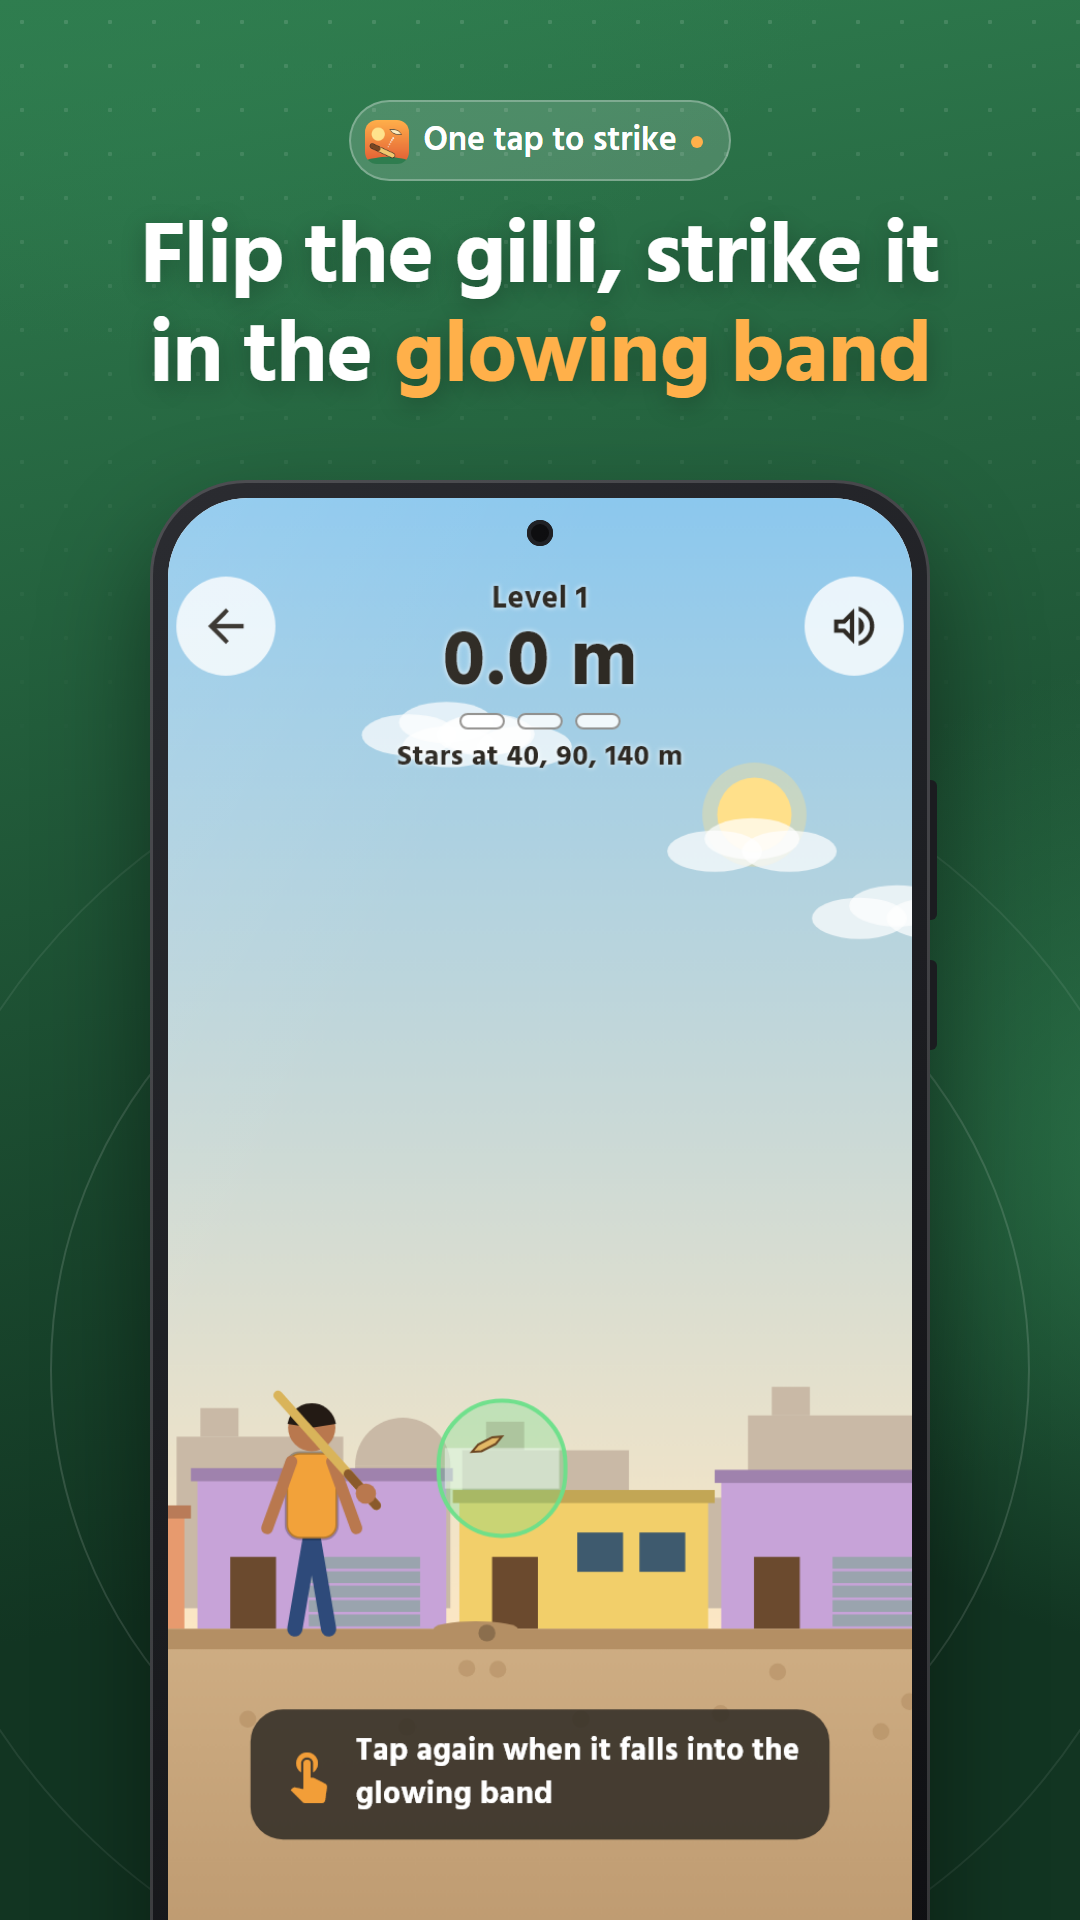 One tap to strike
Flip the gilli, strike it
in the glowing band
Level 1
0.0 m
Stars at 40, 90, 140 m
Tap again when it falls into the
glowing band